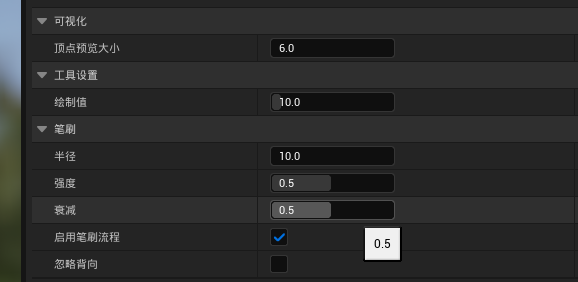 可视化
顶点预览大小 6.0
工具设置
绘制值 10.0
笔刷
半径 10.0
强度 0.5
衰减 0.5
启用笔刷流程 0.5
忽略背向